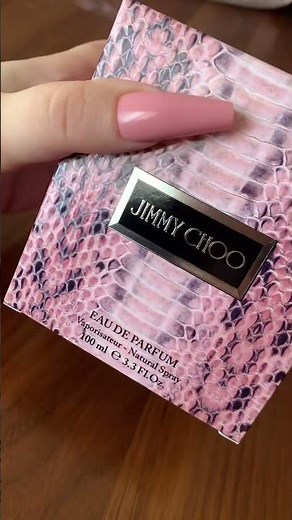 JIMMY CHOO
EAU DE PARFUM
Vaporisateur - Natural Spray
100 ml ℮ 3.3 Fl.Oz